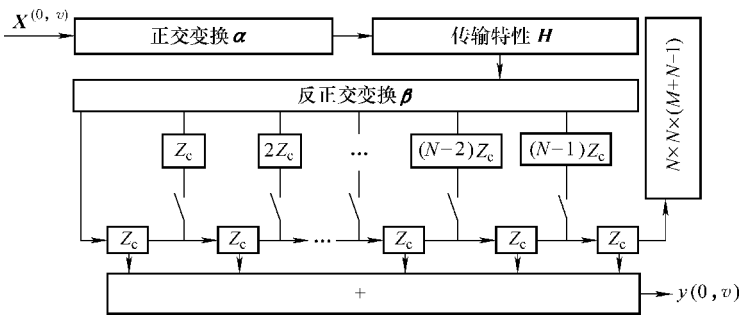 X^(0, v)
正交变换 α
传输特性 H
N×N×(M+N−1)
反正交变换 β
Z_c 2Z_c ... (N−2)Z_c (N−1)Z_c
Z_c Z_c ... Z_c Z_c Z_c
+
y(0, v)